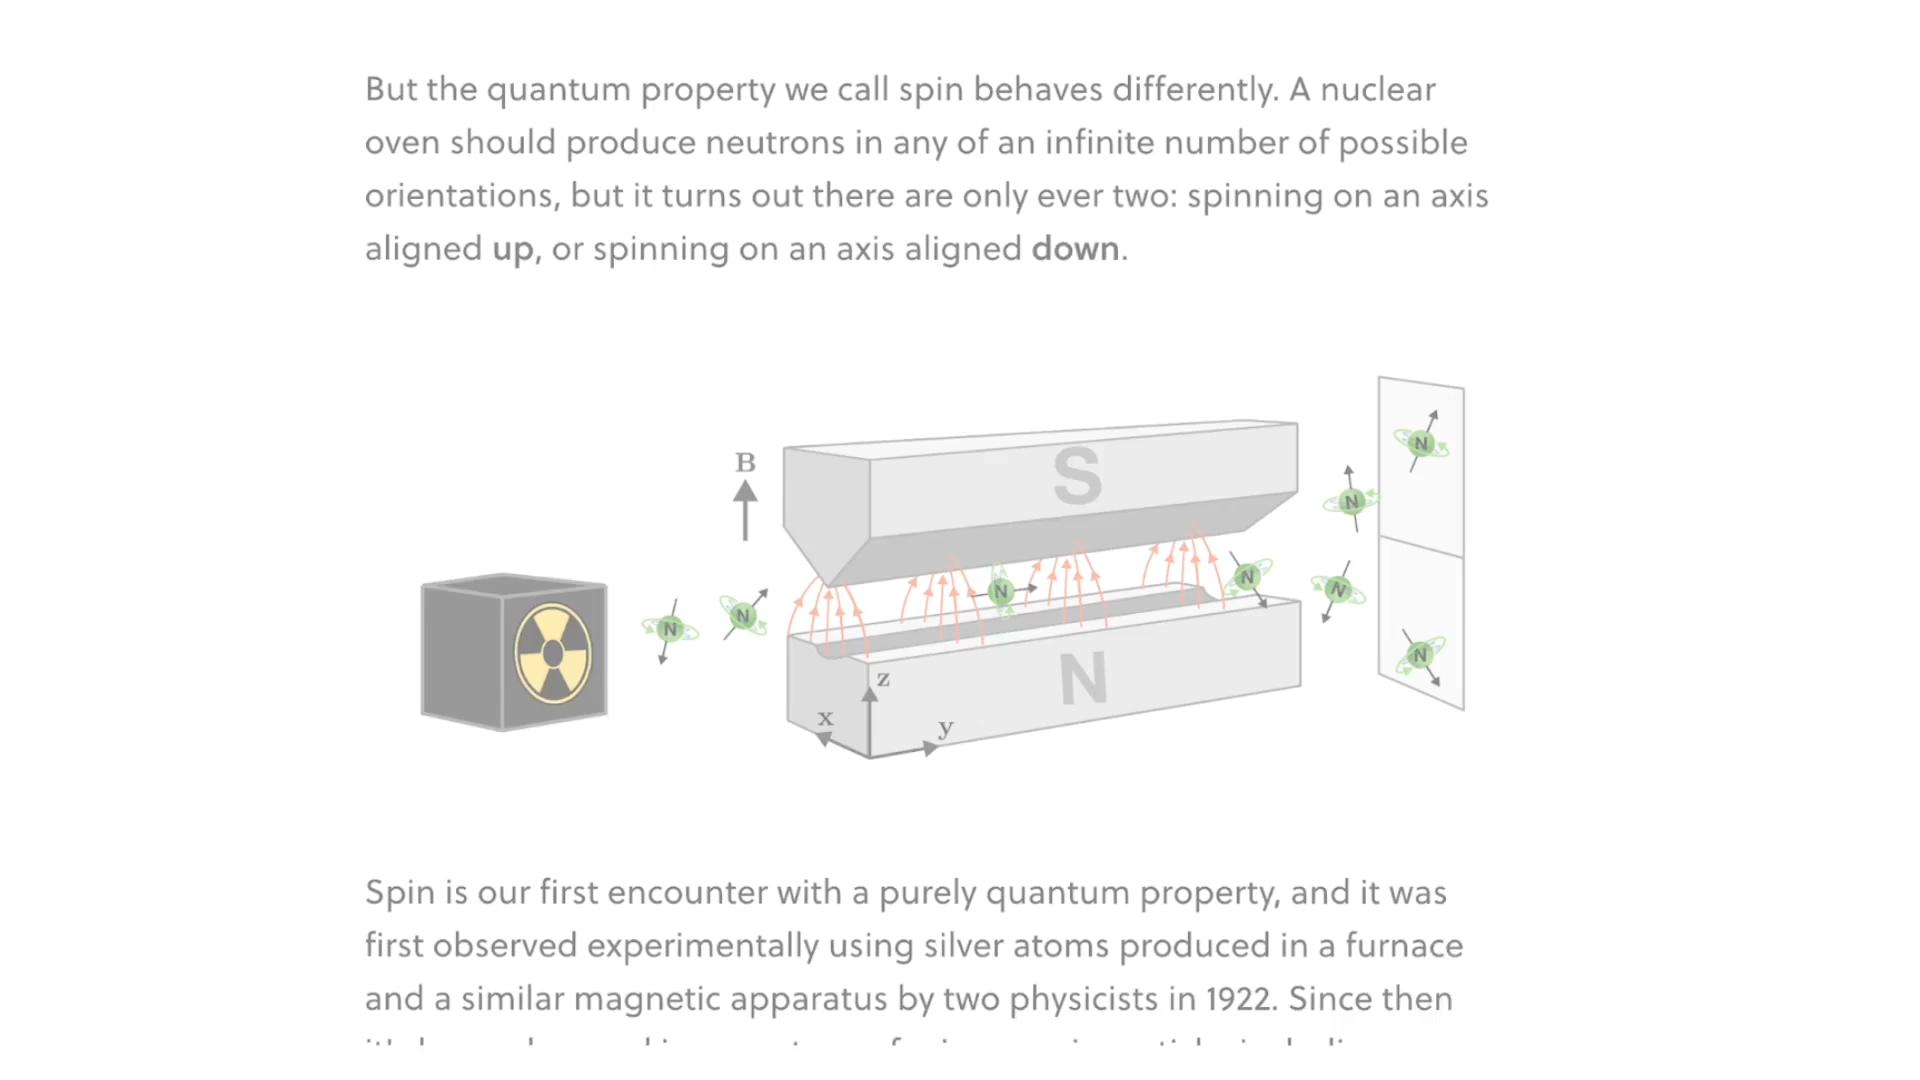 But the quantum property we call spin behaves differently. A nuclear
oven should produce neutrons in any of an infinite number of possible
orientations, but it turns out there are only ever two: spinning on an axis
aligned up, or spinning on an axis aligned down.
B
S
N
N
N
N
N
N
N
N
N
z
x
y
Spin is our first encounter with a purely quantum property, and it was
first observed experimentally using silver atoms produced in a furnace
and a similar magnetic apparatus by two physicists in 1922. Since then